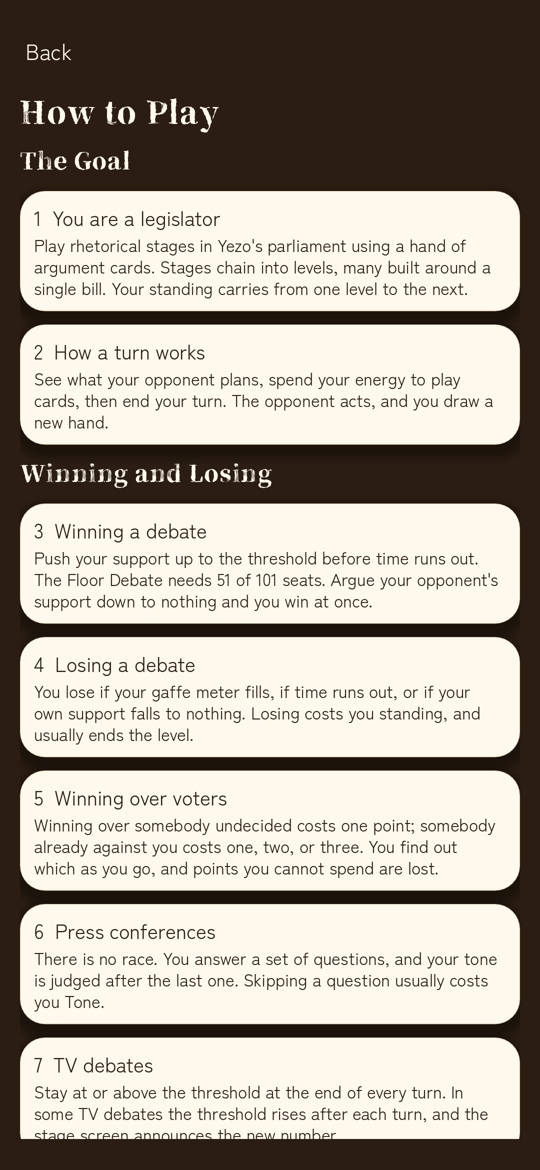 Back
How to Play
The Goal
1 You are a legislator
Play rhetorical stages in Yezo's parliament using a hand of
argument cards. Stages chain into levels, many built around a
single bill. Your standing carries from one level to the next.
2 How a turn works
See what your opponent plans, spend your energy to play
cards, then end your turn. The opponent acts, and you draw a
new hand.
Winning and Losing
3 Winning a debate
Push your support up to the threshold before time runs out.
The Floor Debate needs 51 of 101 seats. Argue your opponent's
support down to nothing and you win at once.
4 Losing a debate
You lose if your gaffe meter fills, if time runs out, or if your
own support falls to nothing. Losing costs you standing, and
usually ends the level.
5 Winning over voters
Winning over somebody undecided costs one point; somebody
already against you costs one, two, or three. You find out
which as you go, and points you cannot spend are lost.
6 Press conferences
There is no race. You answer a set of questions, and your tone
is judged after the last one. Skipping a question usually costs
you Tone.
7 TV debates
Stay at or above the threshold at the end of every turn. In
some TV debates the threshold rises after each turn, and the
stage screen announces the new number.